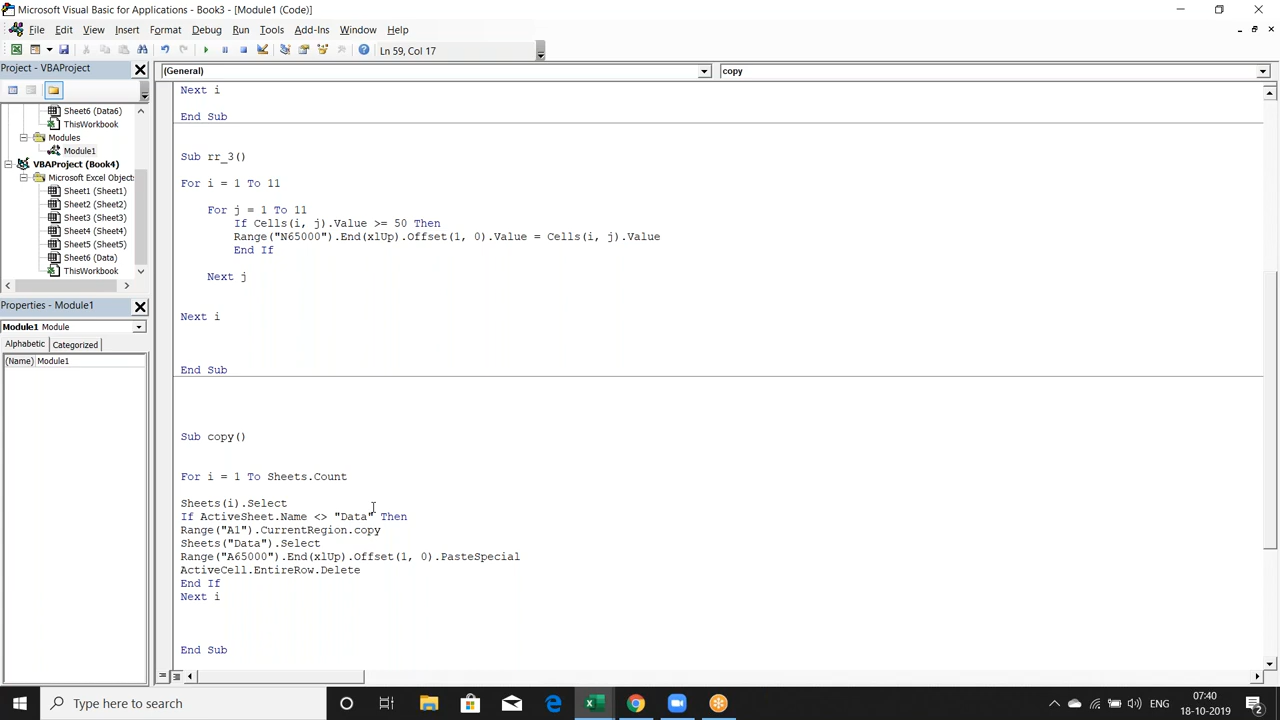 Microsoft Visual Basic for Applications - Book3 - [Module1 (Code)]
File Edit View Insert Format Debug Run Tools Add-Ins Window Help
Ln 59, Col 17
Project - VBAProject
(General)
copy
Sheet6 (Data6)
ThisWorkbook
Modules
Module1
VBAProject (Book4)
Microsoft Excel Object:
Sheet1 (Sheet1)
Sheet2 (Sheet2)
Sheet3 (Sheet3)
Sheet4 (Sheet4)
Sheet5 (Sheet5)
Sheet6 (Data)
ThisWorkbook
Properties - Module1
Module1 Module
Alphabetic Categorized
(Name) Module1
Next i
End Sub
Sub rr_3()
For i = 1 To 11
For j = 1 To 11
If Cells(i, j).Value >= 50 Then
Range("N65000").End(xlUp).Offset(1, 0).Value = Cells(i, j).Value
End If
Next j
Next i
End Sub
Sub copy()
For i = 1 To Sheets.Count
Sheets(i).Select
If ActiveSheet.Name <> "Data" Then
Range("A1").CurrentRegion.copy
Sheets("Data").Select
Range("A65000").End(xlUp).Offset(1, 0).PasteSpecial
ActiveCell.EntireRow.Delete
End If
Next i
End Sub
Type here to search
ENG
07:40
18-10-2019
2